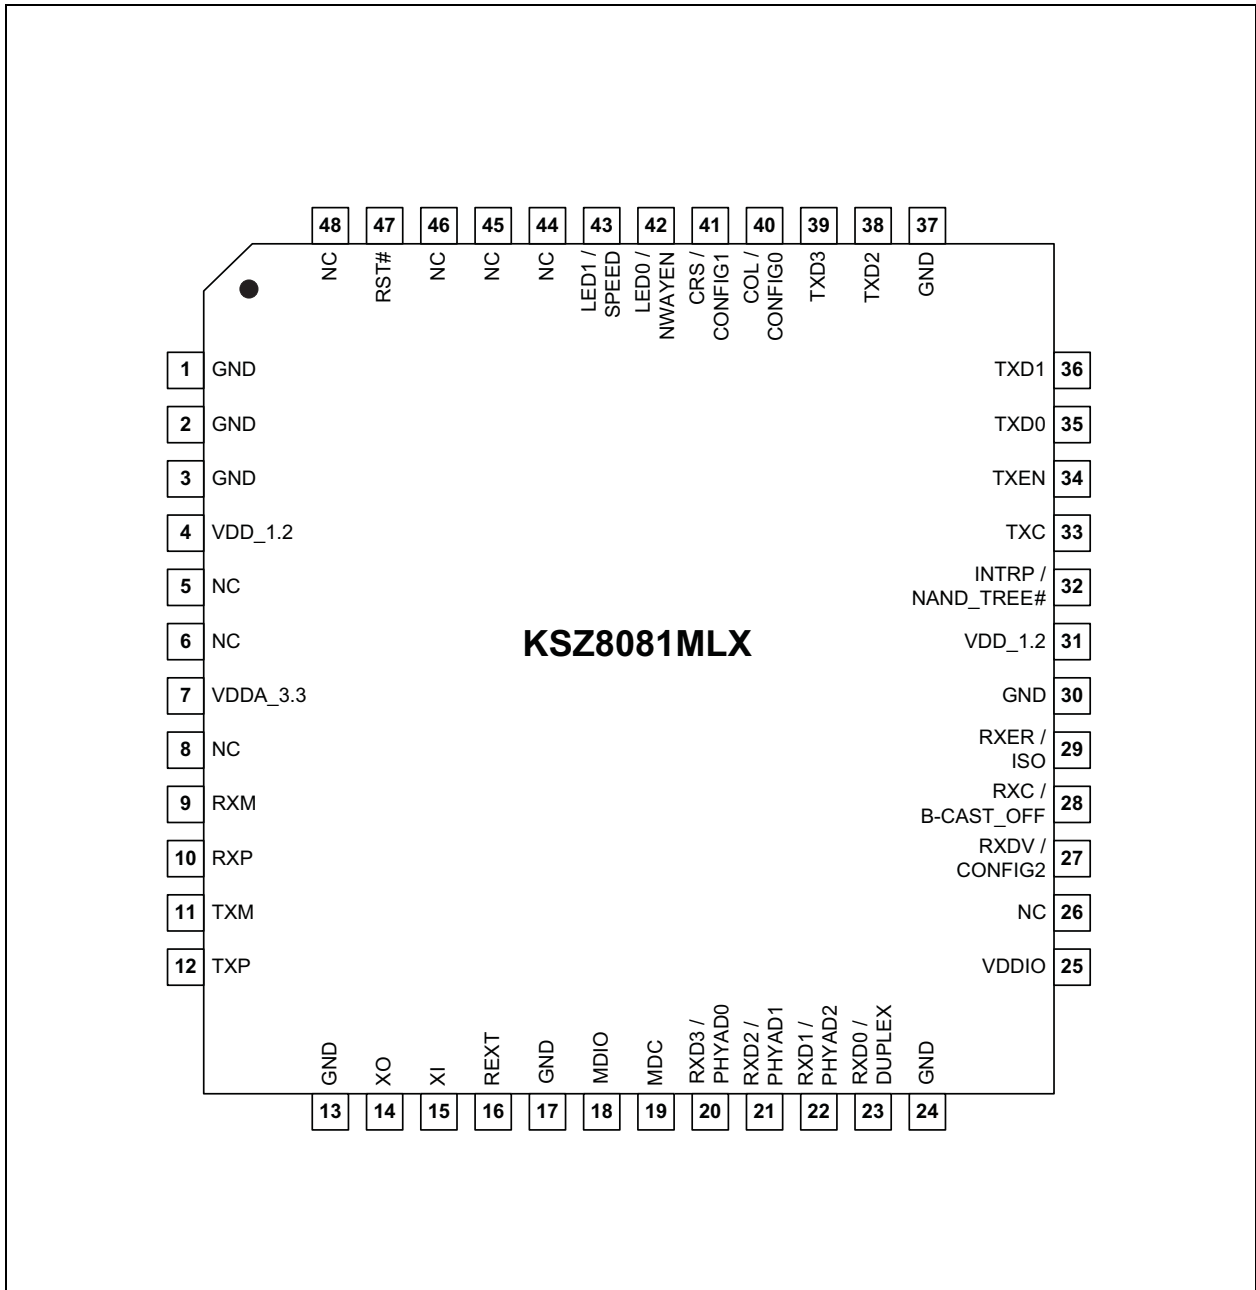 48 47 46 45 44 43 42 41 40 39 38 37
NC
RST#
NC
NC
NC
LED1 /
SPEED
LED0 /
NWAYEN
CRS /
CONFIG1
COL /
CONFIG0
TXD3
TXD2
GND
1 GND
2 GND
3 GND
4 VDD_1.2
5 NC
6 NC
7 VDDA_3.3
8 NC
9 RXM
10 RXP
11 TXM
12 TXP
KSZ8081MLX
TXD1 36
TXD0 35
TXEN 34
TXC 33
INTRP /
NAND_TREE# 32
VDD_1.2 31
GND 30
RXER /
ISO 29
RXC /
B-CAST_OFF 28
RXDV /
CONFIG2 27
NC 26
VDDIO 25
GND
XO
XI
REXT
GND
MDIO
MDC
RXD3 /
PHYAD0
RXD2 /
PHYAD1
RXD1 /
PHYAD2
RXD0 /
DUPLEX
GND
13 14 15 16 17 18 19 20 21 22 23 24